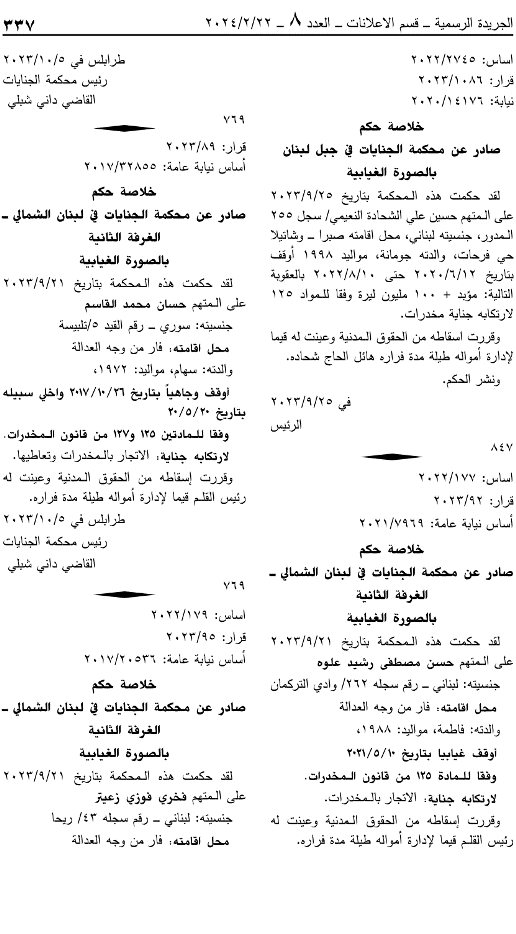 الجريدة الرسمية ــ قسم الاعلانات ــ العدد ٨ ــ ٢٠٢٤/٢/٢٢
٣٣٧
اساس: ٢٠٢٢/٢٧٤٥
قرار: ٢٠٢٣/١٠٨٦
نيابة: ٢٠٢٠/١٤١٧٦
خلاصة حكم
صادر عن محكمة الجنايات في جبل لبنان
بالصورة الغيابية
لقد حكمت هذه المحكمة بتاريخ ٢٠٢٣/٩/٢٥
على المتهم حسين علي الشحادة النعيمي/ سجل ٢٥٥
المدور، جنسيته لبناني، محل اقامته صبرا ــ وشاتيلا
حي فرحات، والدته جومانة، مواليد ١٩٩٨ أوقف
بتاريخ ٢٠٢٠/٦/١٢ حتى ٢٠٢٢/٨/١٠ بالعقوبة
التالية: مؤبد + ١٠٠ مليون ليرة وفقا للمواد ١٢٥
لارتكابه جناية مخدرات.
وقررت اسقاطه من الحقوق المدنية وعينت له قيما
لإدارة أمواله طيلة مدة فراره هائل الحاج شحاده.
ونشر الحكم.
في ٢٠٢٣/٩/٢٥
الرئيس
٨٤٧
اساس: ٢٠٢٢/١٧٧
قرار: ٢٠٢٣/٩٢
أساس نيابة عامة: ٢٠٢١/٧٩٦٩
خلاصة حكم
صادر عن محكمة الجنايات في لبنان الشمالي ــ
الغرفة الثانية
بالصورة الغيابية
لقد حكمت هذه المحكمة بتاريخ ٢٠٢٣/٩/٢١
على المتهم حسن مصطفى رشيد علوه
جنسيته: لبناني ــ رقم سجله ٢٦٢/ وادي التركمان
محل اقامته: فار من وجه العدالة
والدته: فاطمة، مواليد: ١٩٨٨،
أوقف غيابيا بتاريخ ٢٠٢١/٥/١٠
وفقا للمادة ١٢٥ من قانون المخدرات.
لارتكابه جناية: الاتجار بالمخدرات.
وقررت إسقاطه من الحقوق المدنية وعينت له
رئيس القلم قيما لإدارة أمواله طيلة مدة فراره.
طرابلس في ٢٠٢٣/١٠/٥
رئيس محكمة الجنايات
القاضي داني شبلي
٧٦٩
قرار: ٢٠٢٣/٨٩
أساس نيابة عامة: ٢٠١٧/٣٢٨٥٥
خلاصة حكم
صادر عن محكمة الجنايات في لبنان الشمالي ــ
الغرفة الثانية
بالصورة الغيابية
لقد حكمت هذه المحكمة بتاريخ ٢٠٢٣/٩/٢١
على المتهم حسان محمد القاسم
جنسيته: سوري ــ رقم القيد ٥/تلبيسة
محل اقامته: فار من وجه العدالة
والدته: سهام، مواليد: ١٩٧٢،
أوقف وجاهياً بتاريخ ٢٠١٧/١٠/٢٦ واخلي سبيله
بتاريخ ٢٠/٥/٢٠
وفقا للمادتين ١٢٥ و١٢٧ من قانون المخدرات.
لارتكابه جناية: الاتجار بالمخدرات وتعاطيها.
وقررت إسقاطه من الحقوق المدنية وعينت له
رئيس القلم قيما لإدارة أمواله طيلة مدة فراره.
طرابلس في ٢٠٢٣/١٠/٥
رئيس محكمة الجنايات
القاضي داني شبلي
٧٦٩
اساس: ٢٠٢٢/١٧٩
قرار: ٢٠٢٣/٩٥
أساس نيابة عامة: ٢٠١٧/٢٠٥٣٦
خلاصة حكم
صادر عن محكمة الجنايات في لبنان الشمالي ــ
الغرفة الثانية
بالصورة الغيابية
لقد حكمت هذه المحكمة بتاريخ ٢٠٢٣/٩/٢١
على المتهم فخري فوزي زعيتر
جنسيته: لبناني ــ رقم سجله ٤٣/ ريحا
محل اقامته: فار من وجه العدالة